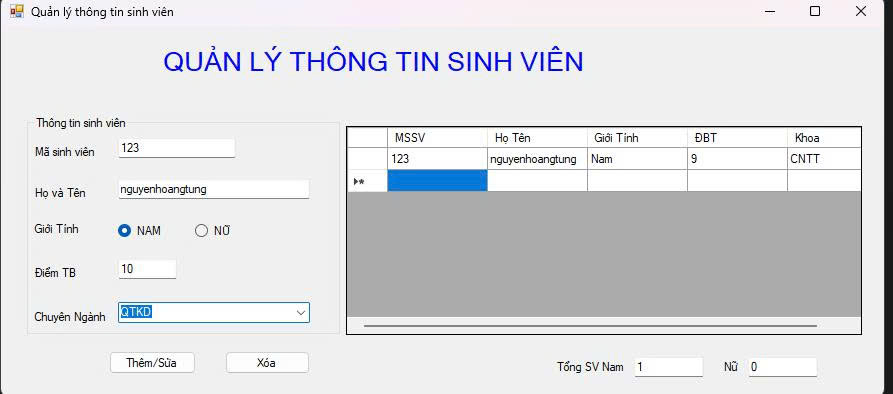 Quản lý thông tin sinh viên
QUẢN LÝ THÔNG TIN SINH VIÊN
Thông tin sinh viên
Mã sinh viên 123
Họ và Tên nguyenhoangtung
Giới Tính NAM NỮ
Điểm TB 10
Chuyên Ngành QTKD
Thêm/Sửa Xóa
MSSV Họ Tên Giới Tính ĐBT Khoa
123 nguyenhoangtung Nam 9 CNTT
Tổng SV Nam 1 Nữ 0